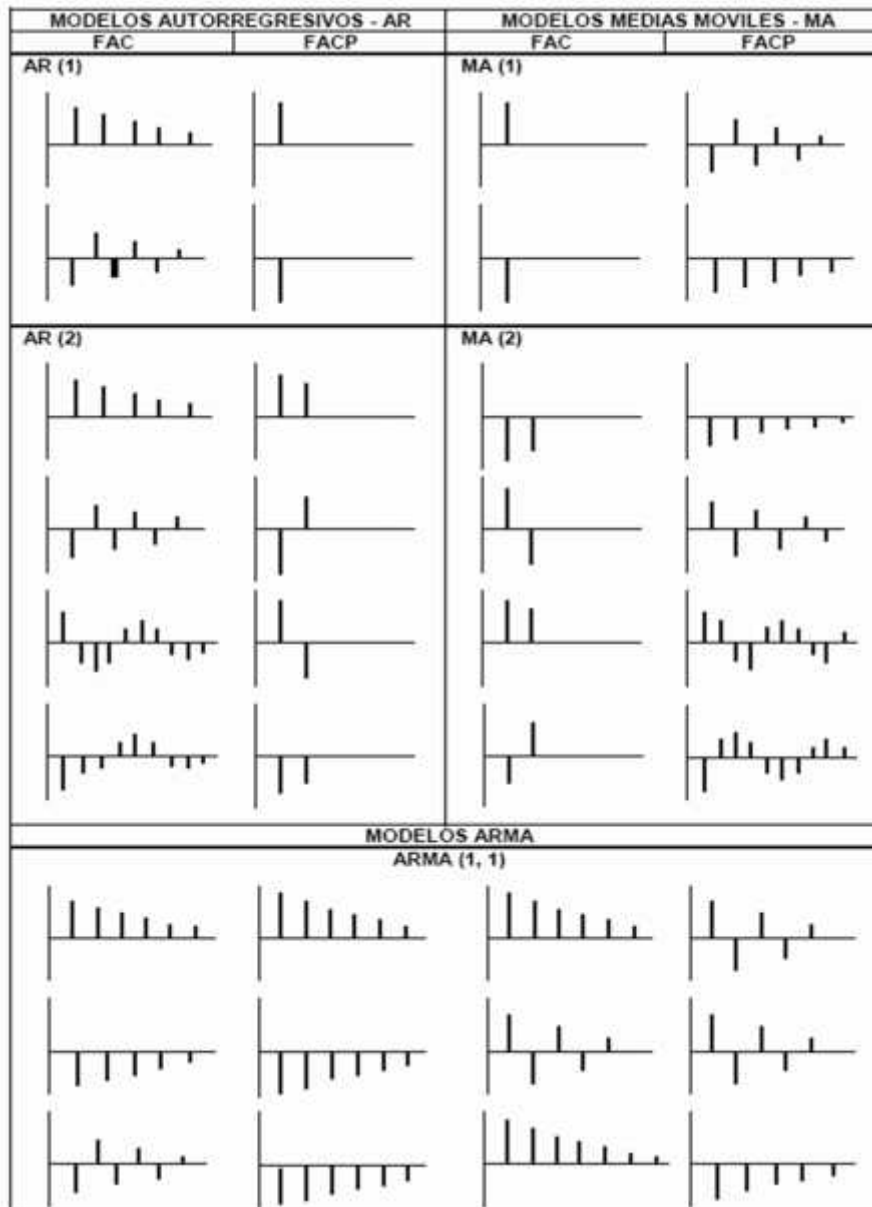 MODELOS AUTORREGRESIVOS - AR
MODELOS MEDIAS MOVILES - MA
FAC
FACP
FAC
FACP
AR (1)
MA (1)
AR (2)
MA (2)
MODELOS ARMA
ARMA (1, 1)